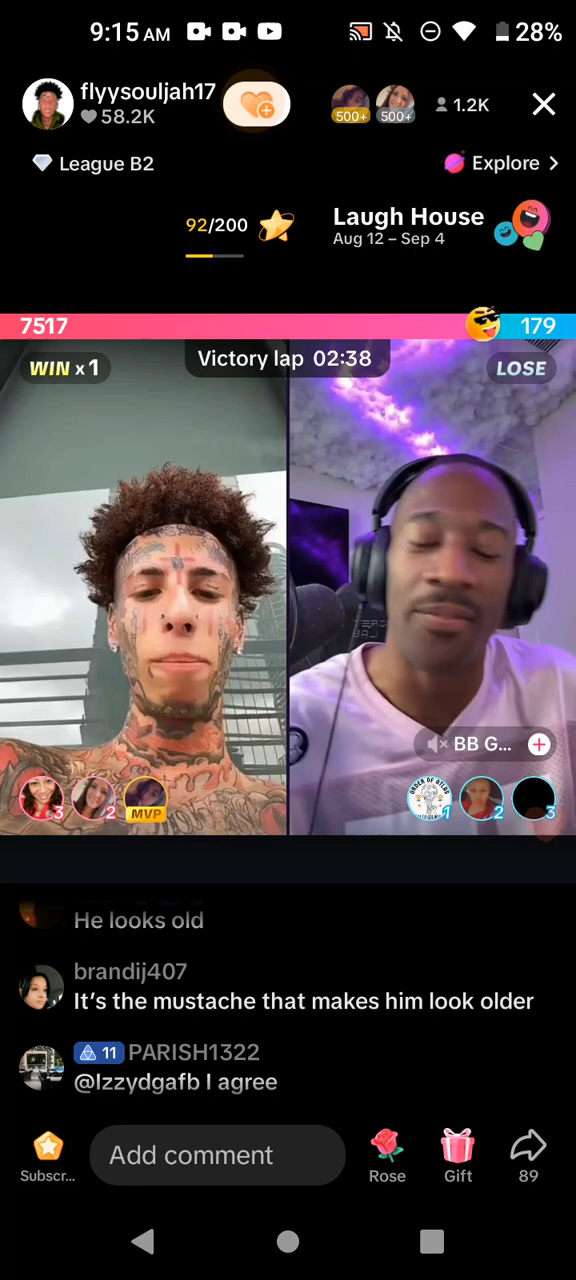 9:15 AM
28%
flyysouljah17
58.2K
500+
500+
1.2K
League B2
Explore
92/200
Laugh House
Aug 12 – Sep 4
7517
179
WIN x 1
Victory lap 02:38
LOSE
BB G...
3
2
MVP
ORDER OF ATLAS
1
2
3
He looks old
brandij407
It's the mustache that makes him look older
11 PARISH1322
@Izzydgafb I agree
Add comment
Subscr...
Rose
Gift
89